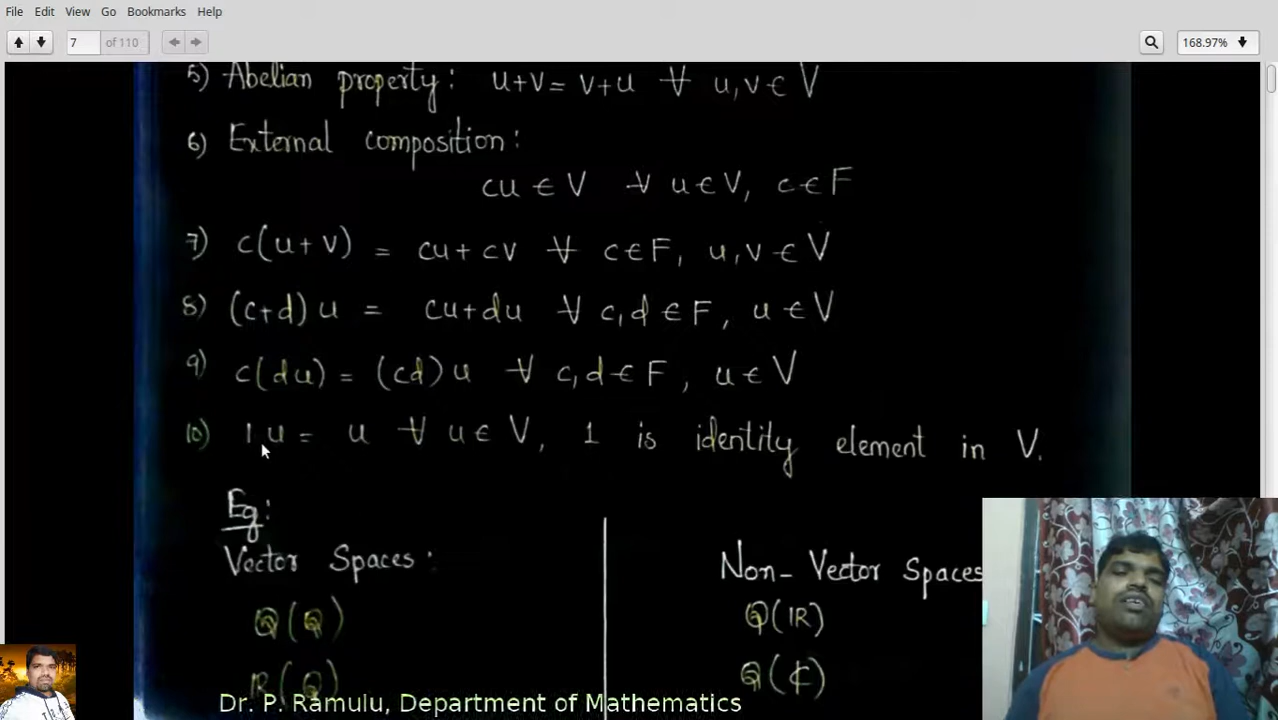 File Edit View Go Bookmarks Help
7 of 110 168.97%
5) Abelian property: u+v = v+u ∀ u,v ∈ V
6) External composition:
cu ∈ V ∀ u ∈ V, c ∈ F
7) c(u+v) = cu + cv ∀ c ∈ F, u,v ∈ V
8) (c+d)u = cu+du ∀ c,d ∈ F, u ∈ V
9) c(du) = (cd)u ∀ c,d ∈ F, u ∈ V
10) 1u = u ∀ u ∈ V, 1 is identity element in V.
Eg:
Vector Spaces: Non-Vector Spaces
ℚ(ℚ) ℚ(ℝ)
ℝ(ℚ) ℚ(ℂ)
Dr. P. Ramulu, Department of Mathematics